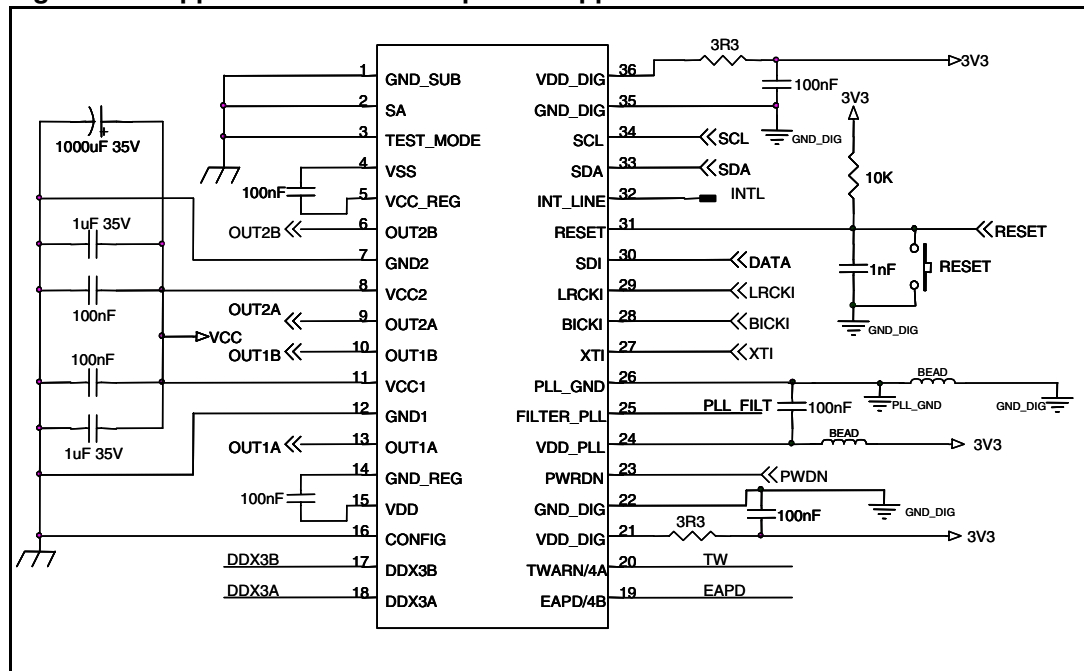 3R3
3V3
100nF
GND_DIG
3V3
10K
1000uF 35V
1 GND_SUB
2 SA
3 TEST_MODE
4 VSS
100nF
5 VCC_REG
OUT2B 6 OUT2B
1uF 35V
7 GND2
8 VCC2
100nF
OUT2A 9 OUT2A
VCC
OUT1B 10 OUT1B
100nF
11 VCC1
12 GND1
1uF 35V
OUT1A 13 OUT1A
14 GND_REG
100nF
15 VDD
16 CONFIG
DDX3B 17 DDX3B
DDX3A 18 DDX3A
VDD_DIG 36
GND_DIG 35
SCL 34 SCL
SDA 33 SDA
INT_LINE 32 INTL
RESET 31 RESET
1nF RESET
GND_DIG
SDI 30 DATA
LRCKI 29 LRCKI
BICKI 28 BICKI
XTI 27 XTI
PLL_GND 26
BEAD
FILTER_PLL 25 PLL_FILT
100nF
PLL_GND
GND_DIG
VDD_PLL 24
BEAD
3V3
PWRDN 23 PWDN
GND_DIG 22
GND_DIG
100nF
VDD_DIG 21 3R3 3V3
TWARN/4A 20 TW
EAPD/4B 19 EAPD